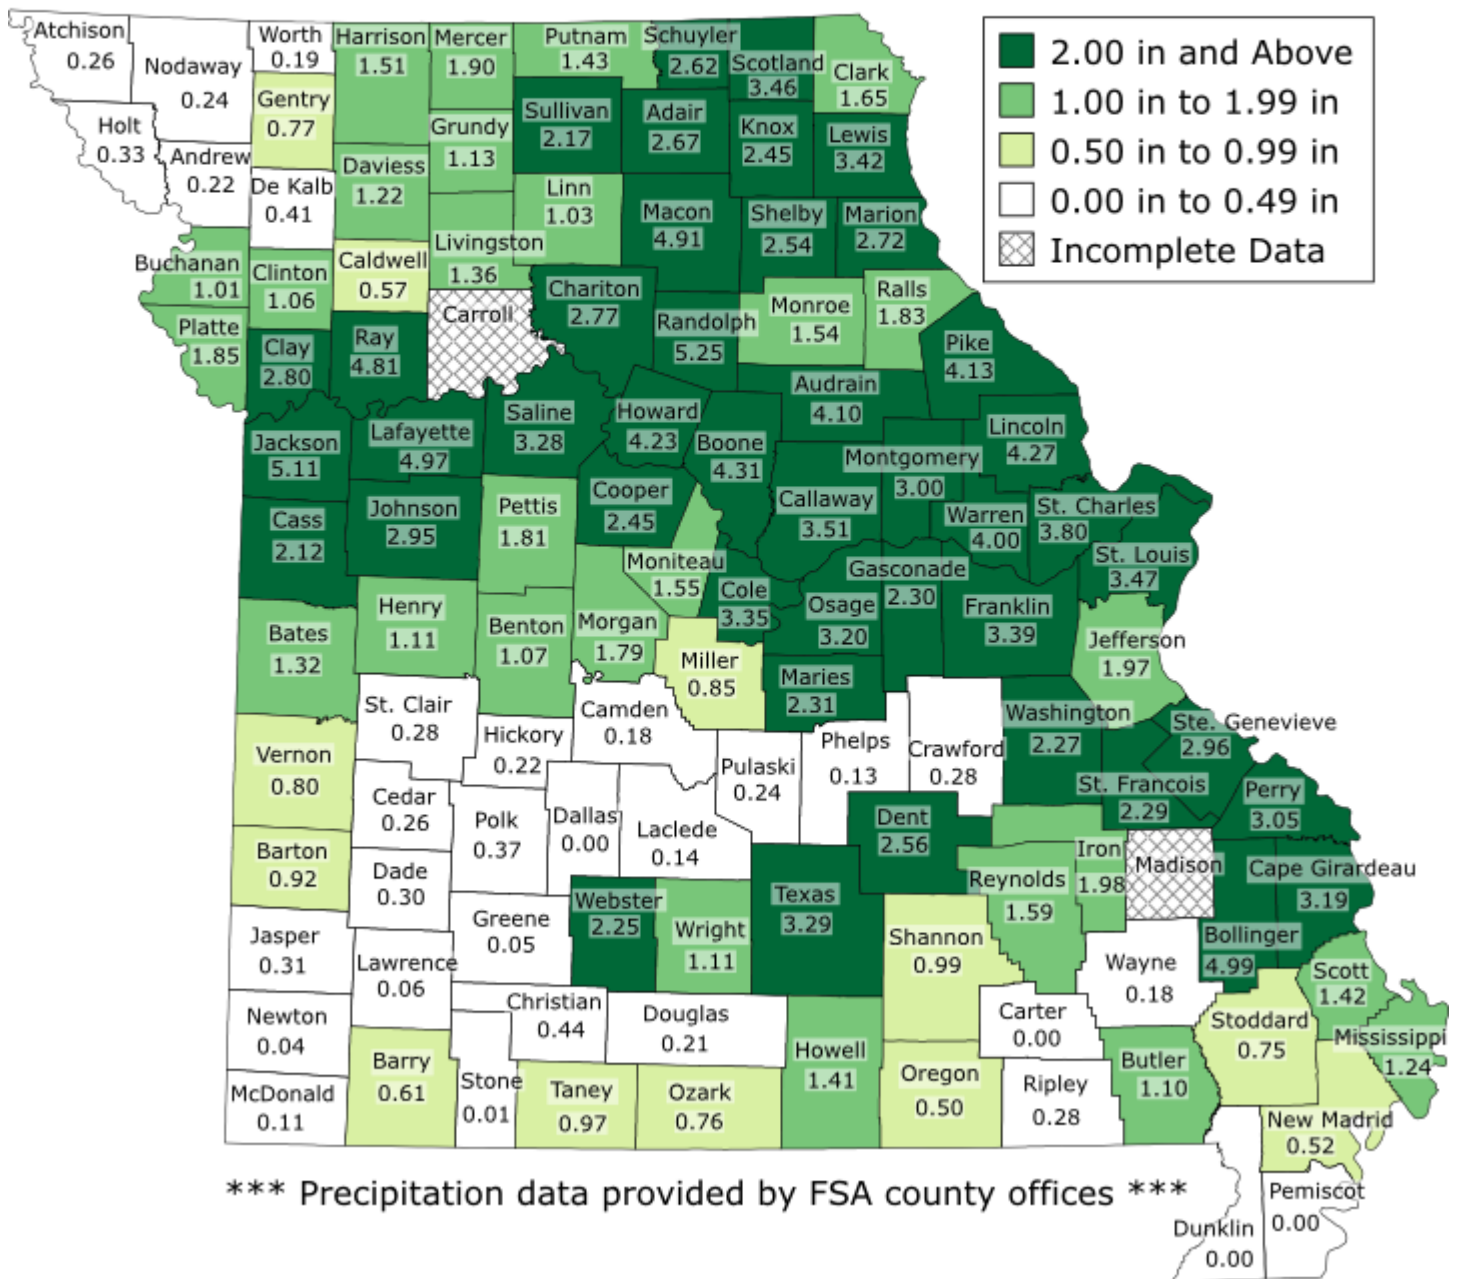 Atchison
0.26
Nodaway
0.24
Worth
0.19
Harrison
1.51
Mercer
1.90
Putnam
1.43
Schuyler
2.62
Scotland
3.46
Clark
1.65
Gentry
0.77
Holt
0.33
Andrew
0.22
De Kalb
0.41
Daviess
1.22
Grundy
1.13
Sullivan
2.17
Adair
2.67
Knox
2.45
Lewis
3.42
Linn
1.03
Macon
4.91
Shelby
2.54
Marion
2.72
Buchanan
1.01
Clinton
1.06
Caldwell
0.57
Livingston
1.36
Platte
1.85
Clay
2.80
Ray
4.81
Carroll
Chariton
2.77
Randolph
5.25
Monroe
1.54
Ralls
1.83
Pike
4.13
Audrain
4.10
Jackson
5.11
Lafayette
4.97
Saline
3.28
Howard
4.23
Boone
4.31
Lincoln
4.27
Montgomery
3.00
Callaway
3.51
Warren
4.00
St. Charles
3.80
St. Louis
3.47
Cass
2.12
Johnson
2.95
Pettis
1.81
Cooper
2.45
Moniteau
1.55
Cole
3.35
Osage
3.20
Gasconade
2.30
Franklin
3.39
Jefferson
1.97
Bates
1.32
Henry
1.11
Benton
1.07
Morgan
1.79
Miller
0.85
Maries
2.31
St. Clair
0.28
Hickory
0.22
Camden
0.18
Pulaski
0.24
Phelps
0.13
Crawford
0.28
Washington
2.27
Ste. Genevieve
2.96
St. Francois
2.29
Perry
3.05
Vernon
0.80
Cedar
0.26
Polk
0.37
Dallas
0.00
Laclede
0.14
Dent
2.56
Iron
1.98
Madison
Cape Girardeau
3.19
Barton
0.92
Dade
0.30
Greene
0.05
Webster
2.25
Wright
1.11
Texas
3.29
Reynolds
1.59
Shannon
0.99
Wayne
0.18
Bollinger
4.99
Scott
1.42
Jasper
0.31
Lawrence
0.06
Christian
0.44
Douglas
0.21
Howell
1.41
Carter
0.00
Stoddard
0.75
Mississippi
1.24
Newton
0.04
Barry
0.61
Stone
0.01
Taney
0.97
Ozark
0.76
Oregon
0.50
Ripley
0.28
Butler
1.10
McDonald
0.11
New Madrid
0.52
Pemiscot
0.00
Dunklin
0.00
2.00 in and Above
1.00 in to 1.99 in
0.50 in to 0.99 in
0.00 in to 0.49 in
Incomplete Data
*** Precipitation data provided by FSA county offices ***